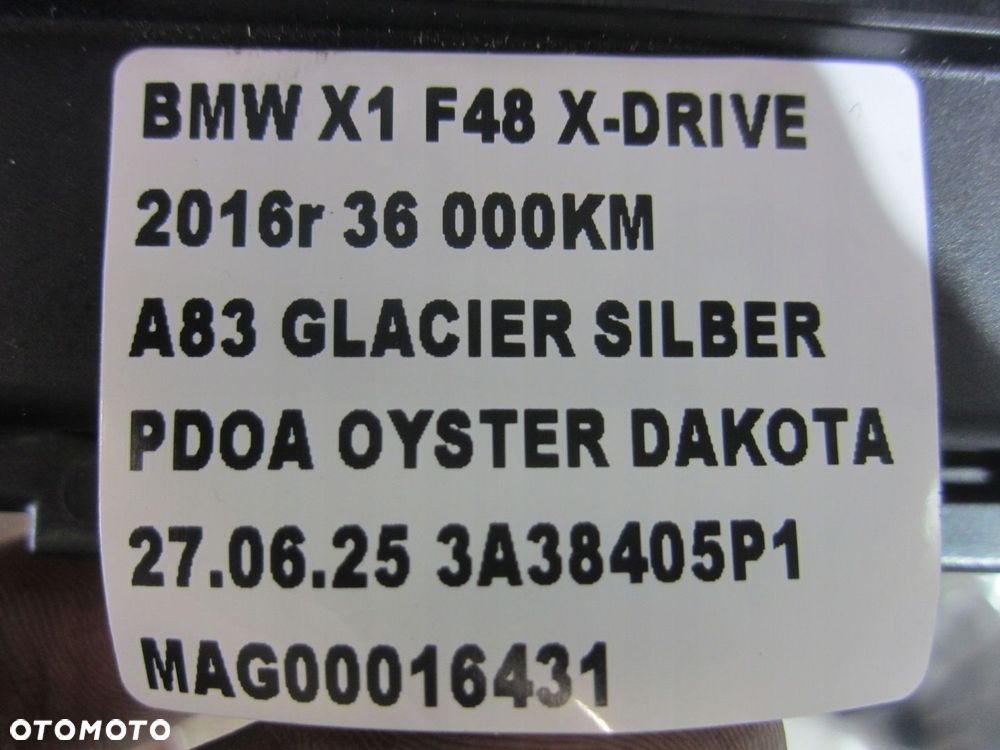 BMW X1 F48 X-DRIVE
2016r 36 000KM
A83 GLACIER SILBER
PDOA OYSTER DAKOTA
27.06.25 3A38405P1
MAG00016431
OTOMOTO